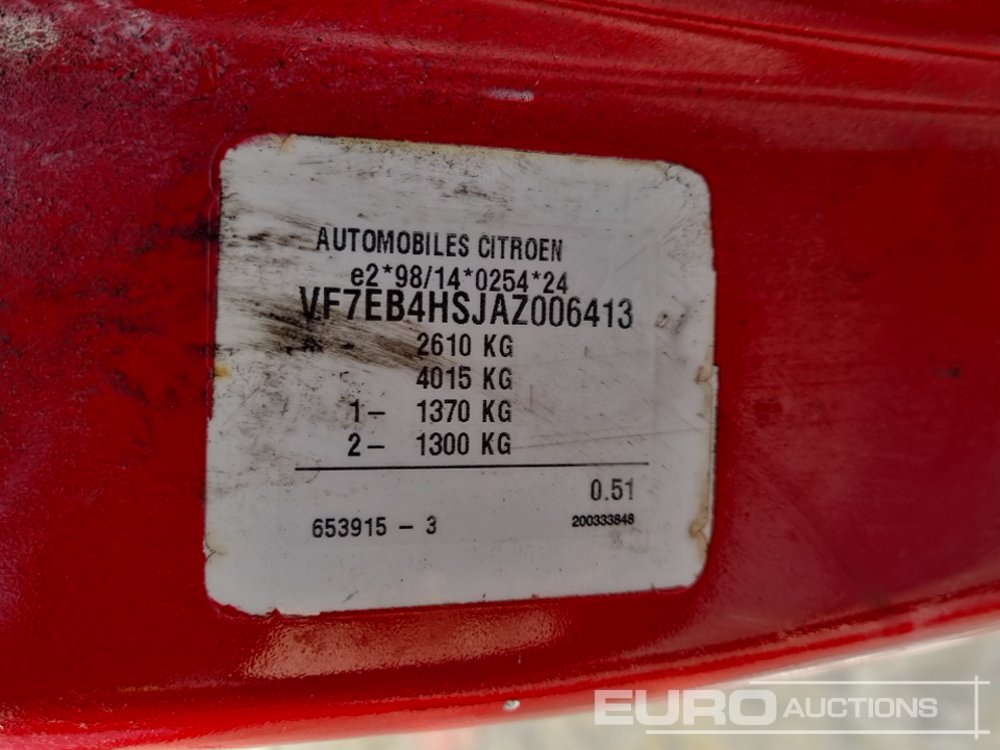 AUTOMOBILES CITROEN
e2*98/14*0254*24
VF7EB4HSJAZ006413
- 2610 KG
4015 KG
1- 1370 KG
2- 1300 KG
0.51
653915 - 3
200333848
EURO AUCTIONS